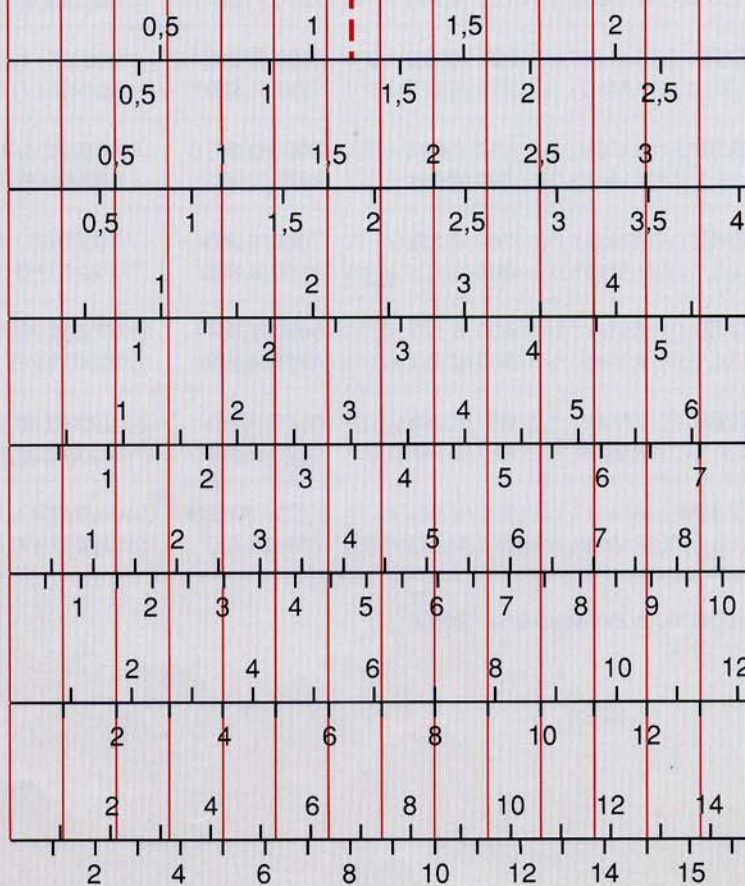 0,5 1 1,5 2
0,5 1 1,5 2 2,5
0,5 1 1,5 2 2,5 3
0,5 1 1,5 2 2,5 3 3,5 4
1 2 3 4
1 2 3 4 5
1 2 3 4 5 6
1 2 3 4 5 6 7
1 2 3 4 5 6 7 8
1 2 3 4 5 6 7 8 9 10
2 4 6 8 10 12
2 4 6 8 10 12
2 4 6 8 10 12 14
2 4 6 8 10 12 14 15